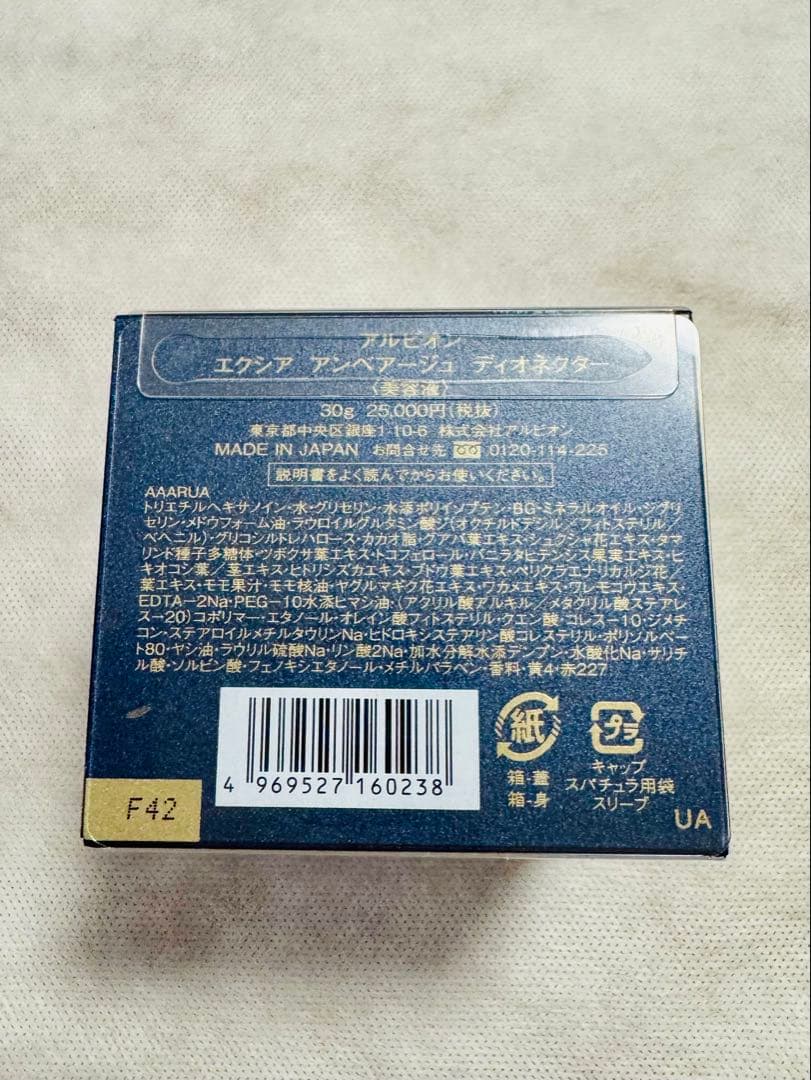 アルビオン
エクシア アンベアージュ ディオネクター
〈美容液〉
30g 25,000円(税抜)
東京都中央区銀座1-10-6 株式会社アルビオン
MADE IN JAPAN お問合せ先 0120-114-225
説明書をよく読んでからお使いください。
AAARUA
トリエチルヘキサノイン・水・グリセリン・水添ポリイソブテン・BG・ミネラルオイル・ジグリ
セリン・メドウフォーム油・ラウロイルグルタミン酸ジ(オクチルドデシル/フィトステリル/
ベヘニル)・グリコシルトレハロース・カカオ脂・グアバ葉エキス・シュクシャ花エキス・タマ
リンド種子多糖体・ツボクサ葉エキス・トコフェロール・バニラタヒテンシス果実エキス・ヒ
キオコシ葉/茎エキス・ヒトリシズカエキス・ブドウ葉エキス・ペリクラエナリカルジ花/
葉エキス・モモ果汁・モモ核油・ヤグルマギク花エキス・ワカメエキス・ワレモコウエキス・
EDTA-2Na・PEG-10水添ヒマシ油・(アクリル酸アルキル/メタクリル酸ステアレ
ス-20)コポリマー・エタノール・オレイン酸フィトステリル・クエン酸・コレス-10・ジメチ
コン・ステアロイルメチルタウリンNa・ヒドロキシステアリン酸コレステリル・ポリソルベー
ト80・ヤシ油・ラウリル硫酸Na・リン酸2Na・加水分解水添デンプン・水酸化Na・サリチ
ル酸・ソルビン酸・フェノキシエタノール・メチルパラベン・香料・黄4・赤227
4 969527 160238
紙
箱-蓋
箱-身
プラ
キャップ
スパチュラ用袋
スリーブ
F42
UA